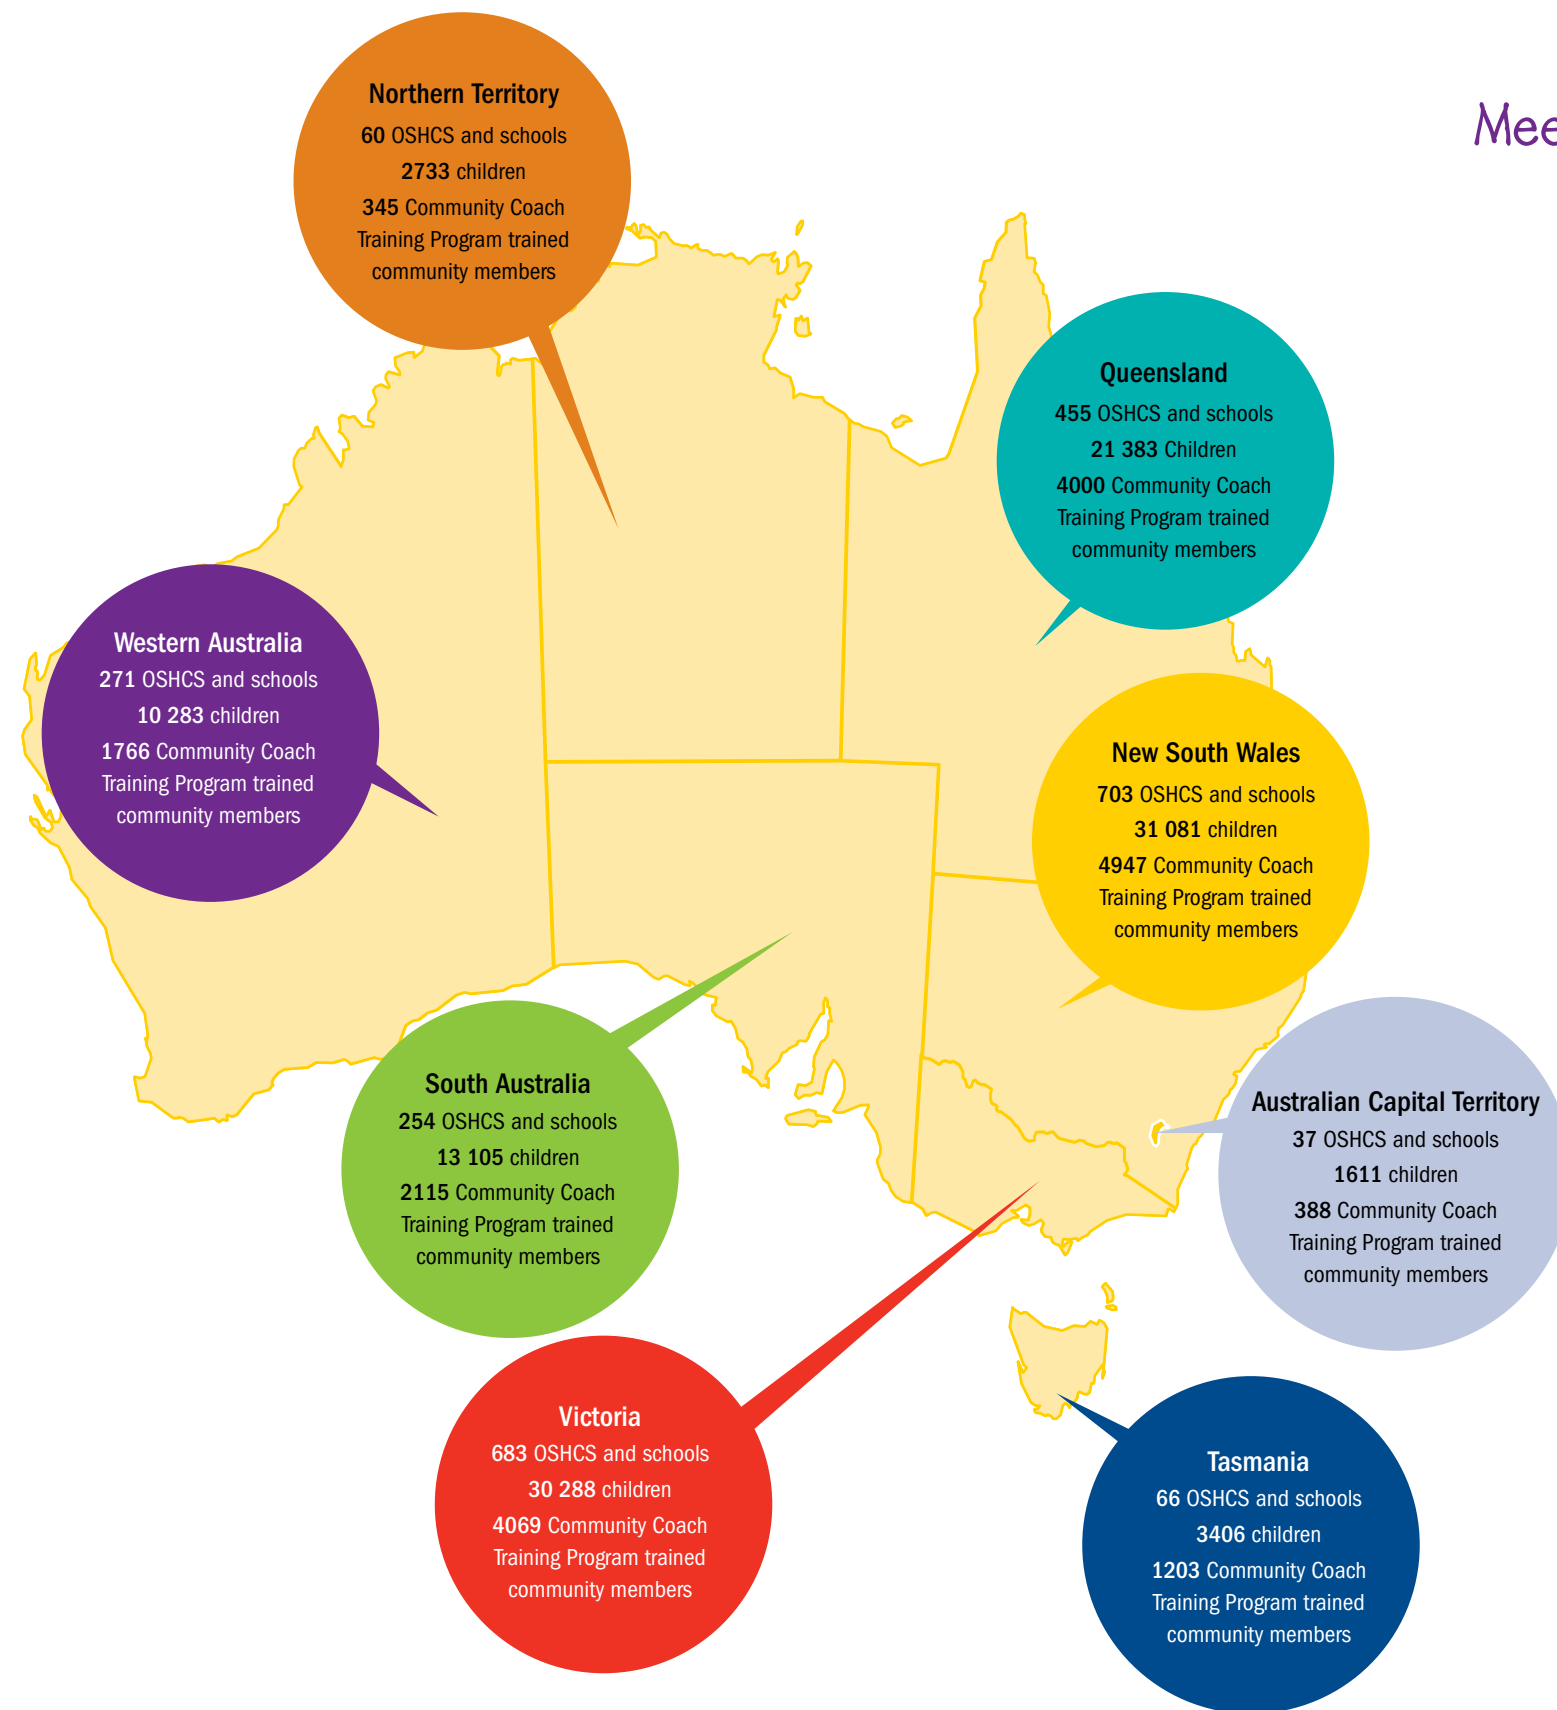 Northern Territory
60 OSHCS and schools
2733 children
345 Community Coach
Training Program trained
community members
Mee
Queensland
455 OSHCS and schools
21 383 Children
4000 Community Coach
Training Program trained
community members
Western Australia
271 OSHCS and schools
10 283 children
1766 Community Coach
Training Program trained
community members
New South Wales
703 OSHCS and schools
31 081 children
4947 Community Coach
Training Program trained
community members
South Australia
254 OSHCS and schools
13 105 children
2115 Community Coach
Training Program trained
community members
Australian Capital Territory
37 OSHCS and schools
1611 children
388 Community Coach
Training Program trained
community members
Victoria
683 OSHCS and schools
30 288 children
4069 Community Coach
Training Program trained
community members
Tasmania
66 OSHCS and schools
3406 children
1203 Community Coach
Training Program trained
community members